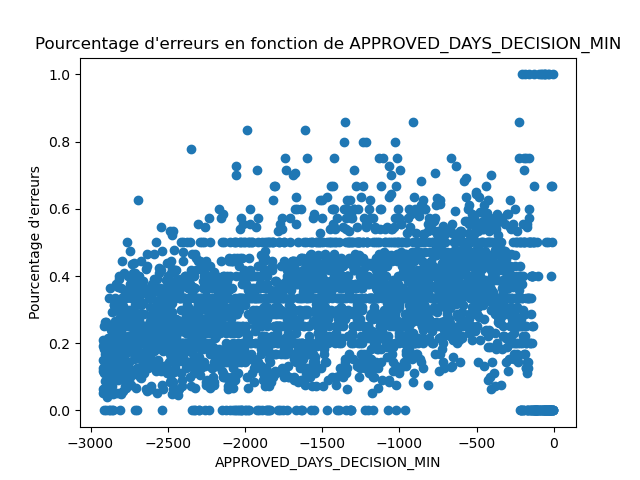 Pourcentage d'erreurs en fonction de APPROVED_DAYS_DECISION_MIN
1.0
0.8
0.6
0.4
0.2
0.0
Pourcentage d'erreurs
−3000 −2500 −2000 −1500 −1000 −500 0
APPROVED_DAYS_DECISION_MIN